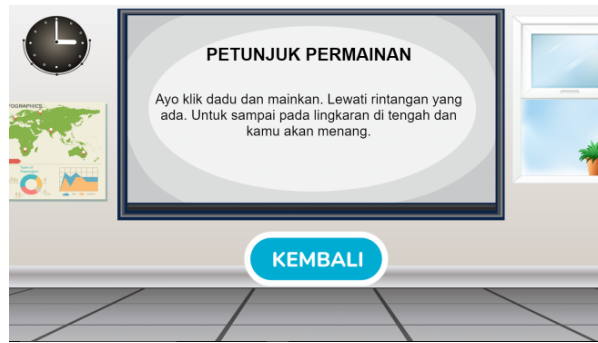 PETUNJUK PERMAINAN
Ayo klik dadu dan mainkan. Lewati rintangan yang
ada. Untuk sampai pada lingkaran di tengah dan
kamu akan menang.
KEMBALI